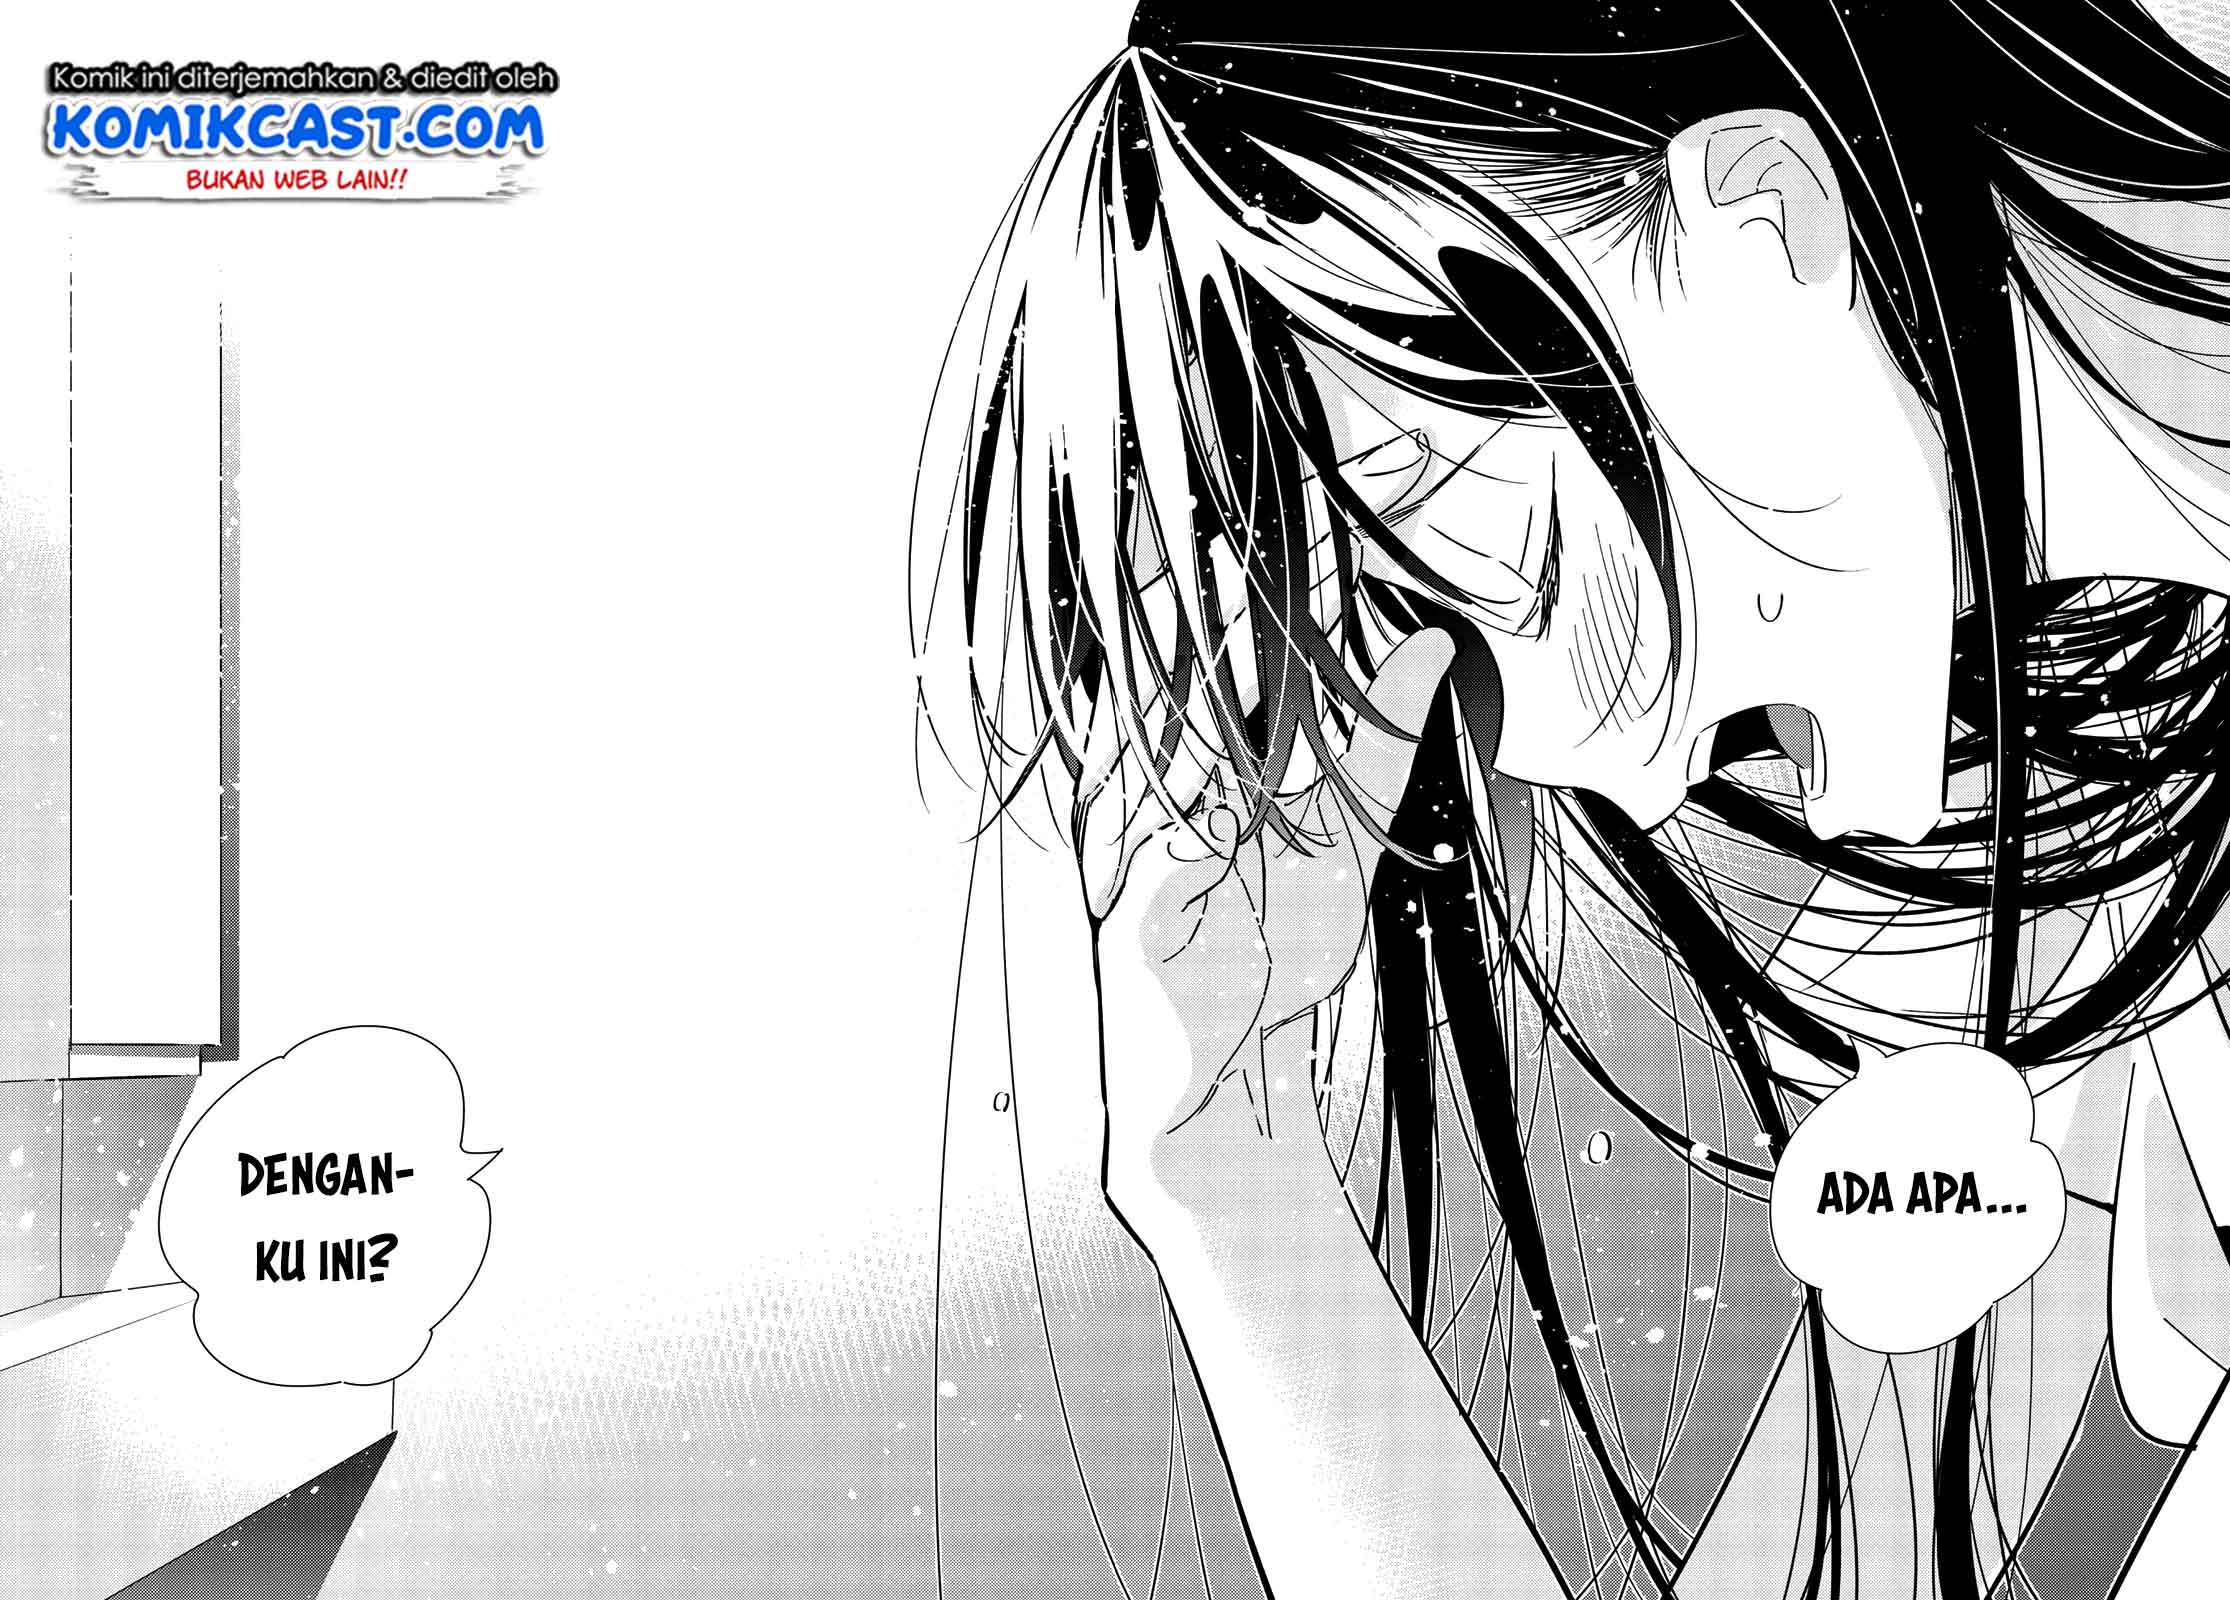 Komik ini diterjemahkan & diedit oleh
KOMIKCAST.COM
BUKAN WEB LAIN!!
ADA APA...
DENGAN-
KU INI?